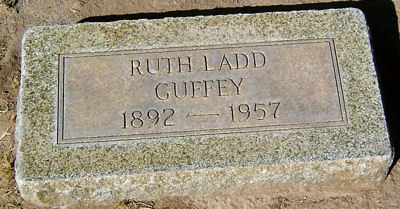 RUTH LADD
GUFFEY
1892 — 1957